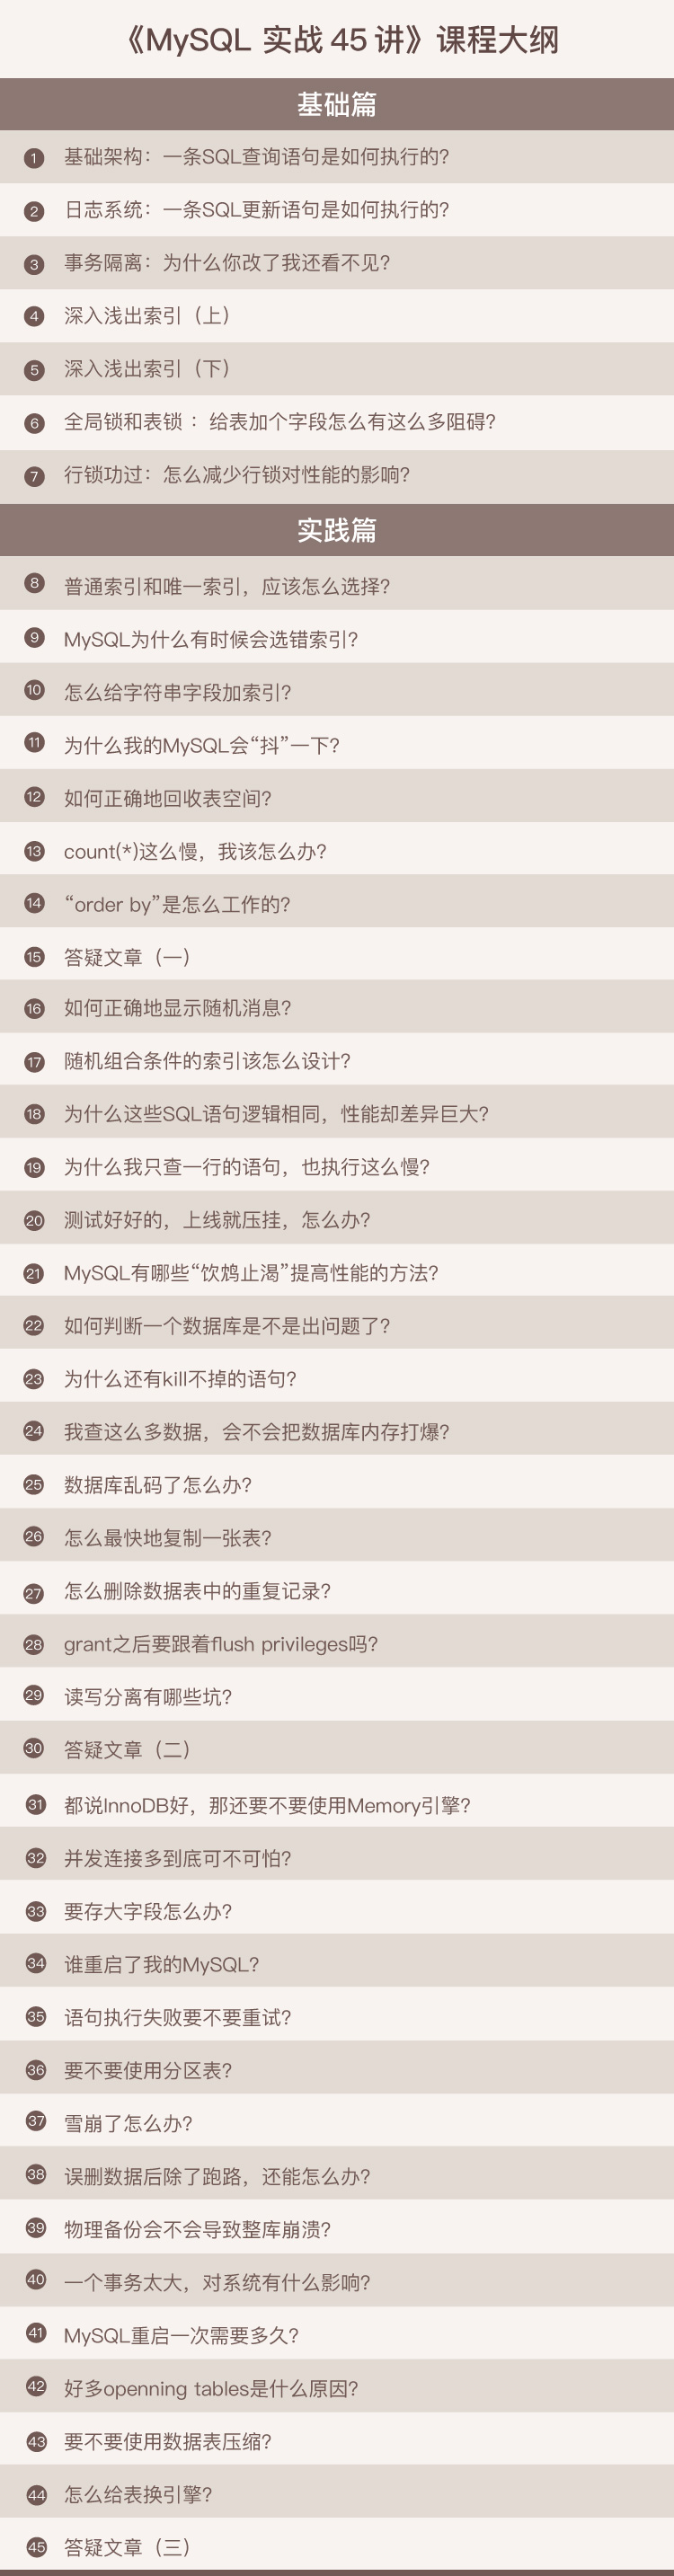 《MySQL 实战 45 讲》课程大纲
基础篇
1 基础架构：一条SQL查询语句是如何执行的？
2 日志系统：一条SQL更新语句是如何执行的？
3 事务隔离：为什么你改了我还看不见？
4 深入浅出索引（上）
5 深入浅出索引（下）
6 全局锁和表锁 ：给表加个字段怎么有这么多阻碍？
7 行锁功过：怎么减少行锁对性能的影响？
实践篇
8 普通索引和唯一索引，应该怎么选择？
9 MySQL为什么有时候会选错索引？
10 怎么给字符串字段加索引？
11 为什么我的MySQL会“抖”一下？
12 如何正确地回收表空间？
13 count(*)这么慢，我该怎么办？
14 “order by”是怎么工作的？
15 答疑文章（一）
16 如何正确地显示随机消息？
17 随机组合条件的索引该怎么设计？
18 为什么这些SQL语句逻辑相同，性能却差异巨大？
19 为什么我只查一行的语句，也执行这么慢？
20 测试好好的，上线就压挂，怎么办？
21 MySQL有哪些“饮鸩止渴”提高性能的方法？
22 如何判断一个数据库是不是出问题了？
23 为什么还有kill不掉的语句？
24 我查这么多数据，会不会把数据库内存打爆？
25 数据库乱码了怎么办？
26 怎么最快地复制一张表？
27 怎么删除数据表中的重复记录？
28 grant之后要跟着flush privileges吗？
29 读写分离有哪些坑？
30 答疑文章（二）
31 都说InnoDB好，那还要不要使用Memory引擎？
32 并发连接多到底可不可怕？
33 要存大字段怎么办？
34 谁重启了我的MySQL？
35 语句执行失败要不要重试？
36 要不要使用分区表？
37 雪崩了怎么办？
38 误删数据后除了跑路，还能怎么办？
39 物理备份会不会导致整库崩溃？
40 一个事务太大，对系统有什么影响？
41 MySQL重启一次需要多久？
42 好多openning tables是什么原因？
43 要不要使用数据表压缩？
44 怎么给表换引擎？
45 答疑文章（三）